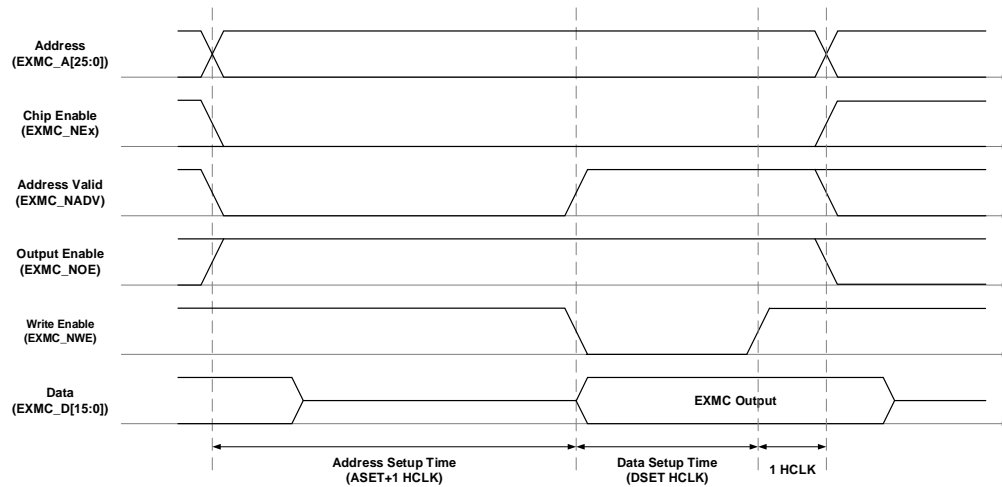 Address
(EXMC_A[25:0])
Chip Enable
(EXMC_NEx)
Address Valid
(EXMC_NADV)
Output Enable
(EXMC_NOE)
Write Enable
(EXMC_NWE)
Data
(EXMC_D[15:0])
EXMC Output
Address Setup Time
(ASET+1 HCLK)
Data Setup Time
(DSET HCLK)
1 HCLK